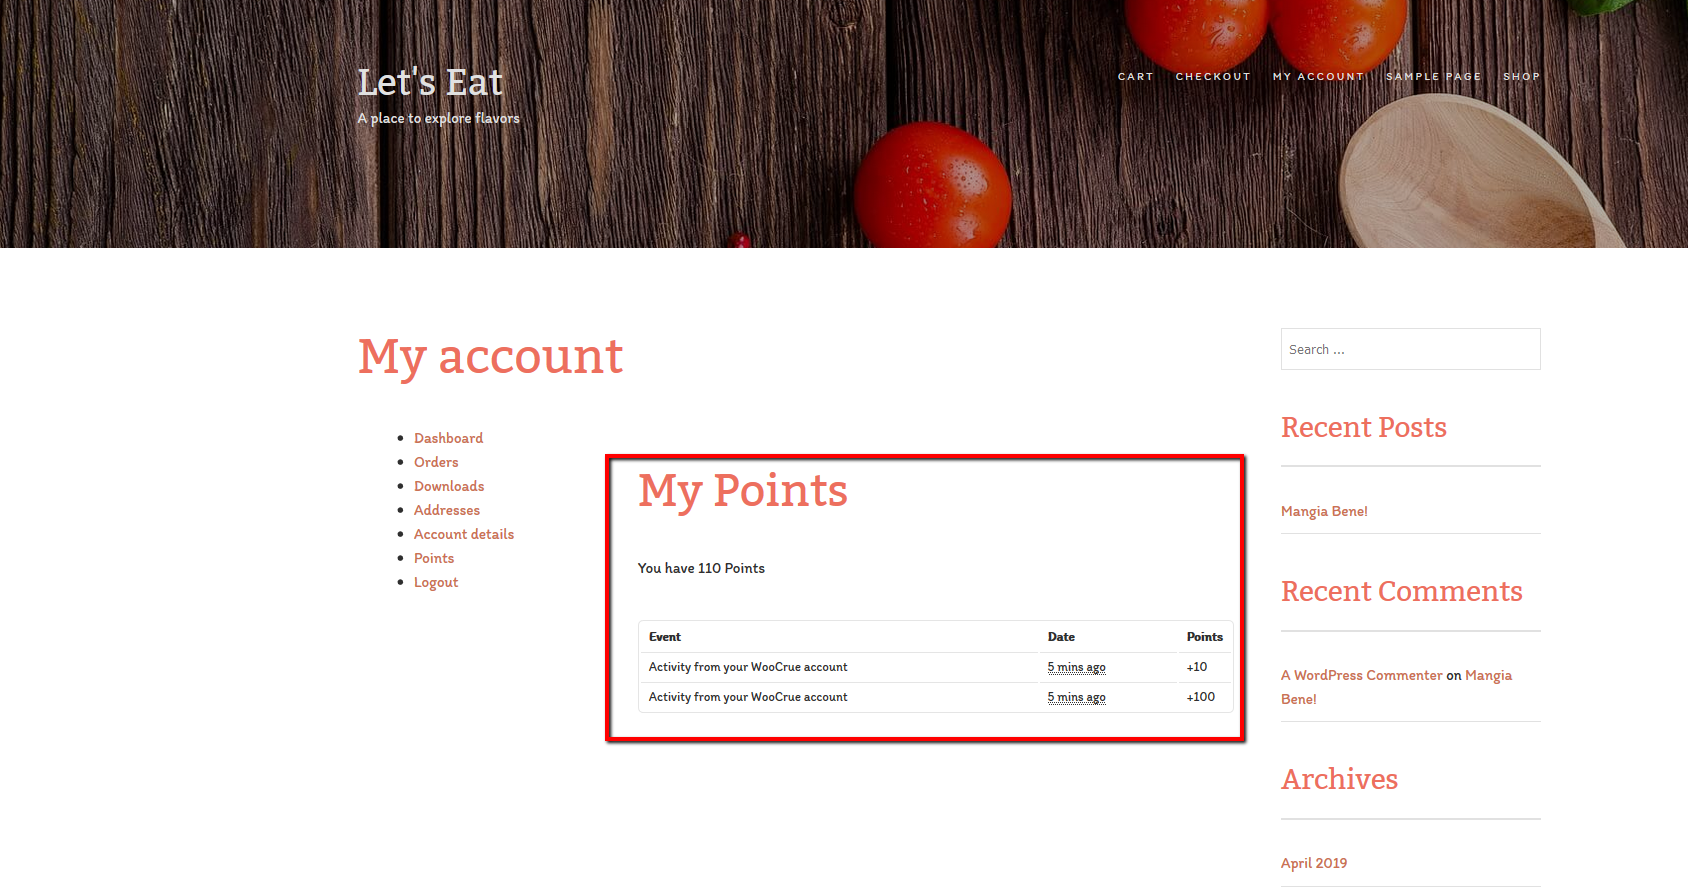 Let's Eat
A place to explore flavors
CART CHECKOUT MY ACCOUNT SAMPLE PAGE SHOP
My account
Dashboard
Orders
Downloads
Addresses
Account details
Points
Logout
My Points
You have 110 Points
Event Date Points
Activity from your WooCrue account 5 mins ago +10
Activity from your WooCrue account 5 mins ago +100
Search ...
Recent Posts
Mangia Bene!
Recent Comments
A WordPress Commenter on Mangia
Bene!
Archives
April 2019